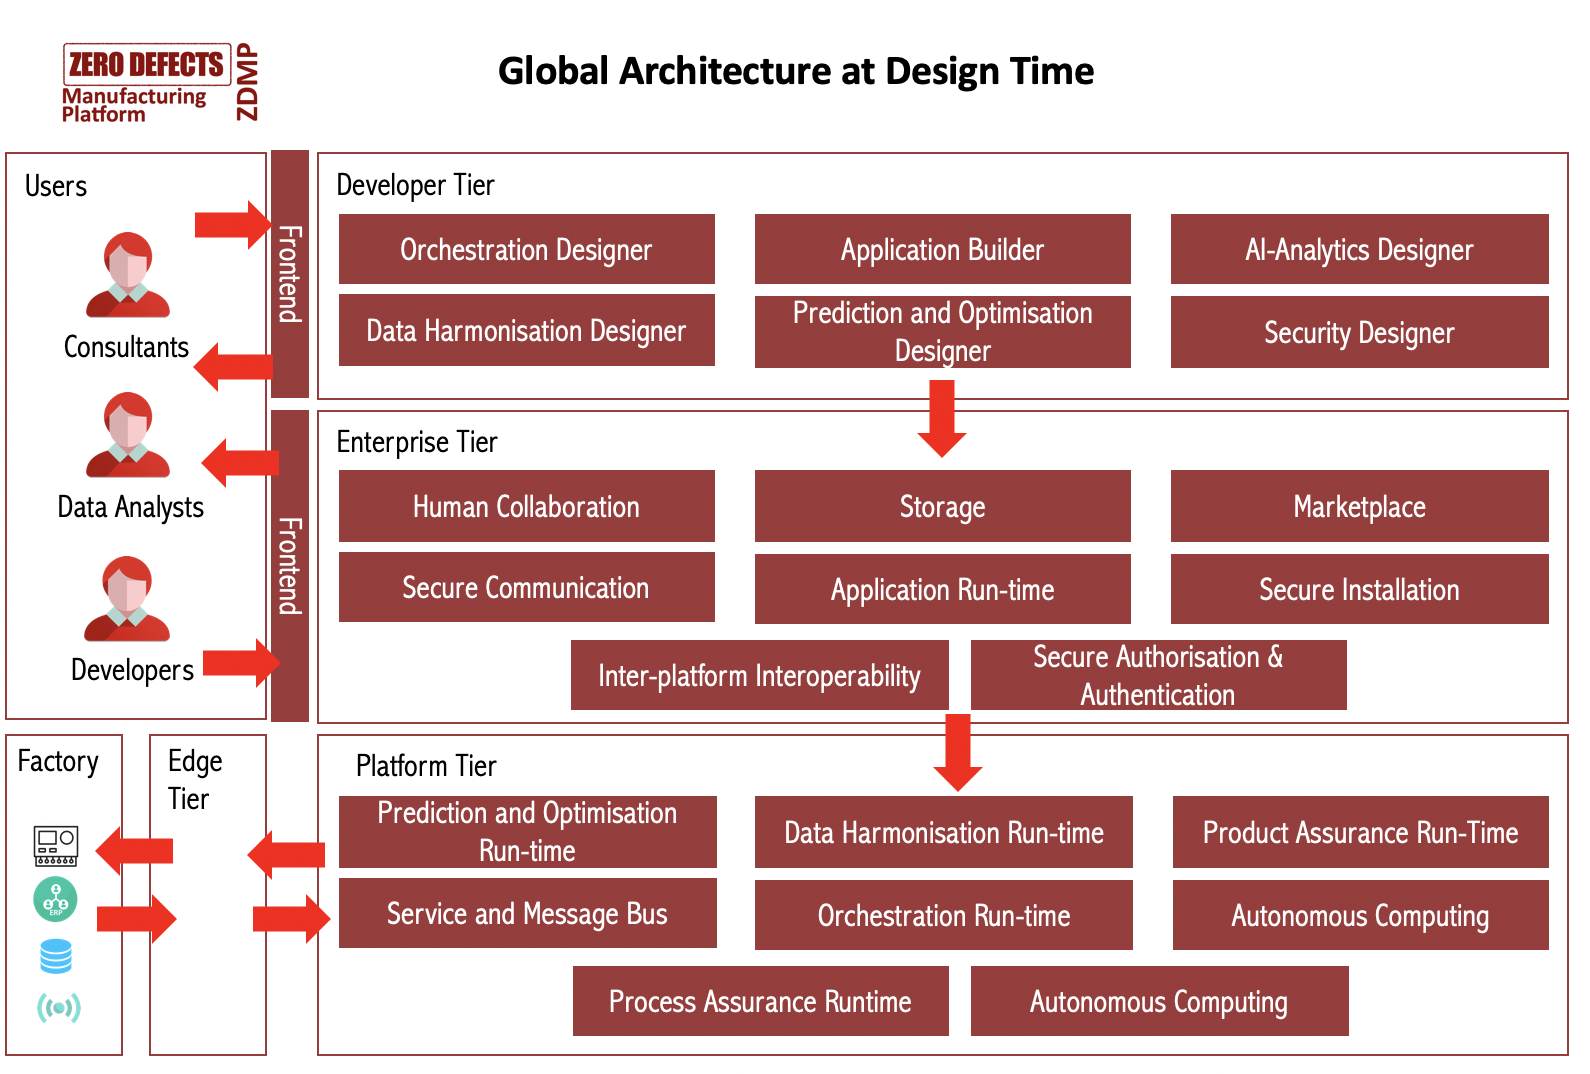 ZERO DEFECTS
Manufacturing
Platform
ZDMP
Global Architecture at Design Time
Users
Consultants
Data Analysts
Developers
Frontend
Frontend
Developer Tier
Orchestration Designer
Application Builder
AI-Analytics Designer
Data Harmonisation Designer
Prediction and Optimisation
Designer
Security Designer
Enterprise Tier
Human Collaboration
Storage
Marketplace
Secure Communication
Application Run-time
Secure Installation
Inter-platform Interoperability
Secure Authorisation &
Authentication
Factory
ERP
Edge
Tier
Platform Tier
Prediction and Optimisation
Run-time
Data Harmonisation Run-time
Product Assurance Run-Time
Service and Message Bus
Orchestration Run-time
Autonomous Computing
Process Assurance Runtime
Autonomous Computing